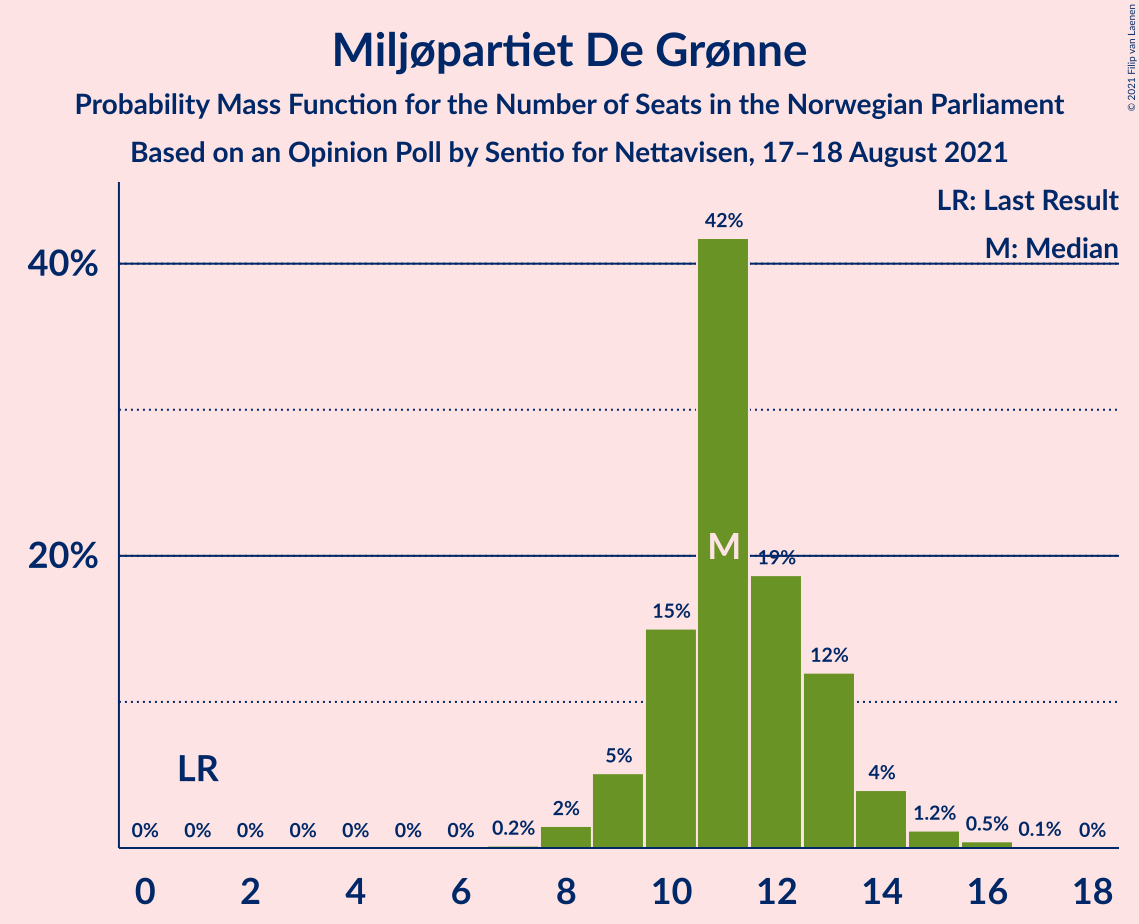 Miljøpartiet De Grønne
Probability Mass Function for the Number of Seats in the Norwegian Parliament
Based on an Opinion Poll by Sentio for Nettavisen, 17–18 August 2021
© 2021 Filip van Laenen
LR: Last Result
M: Median
40%
20%
42%
M
19%
15%
12%
LR
5%
4%
2%
1.2%
0% 0% 0% 0% 0% 0% 0% 0.2% 0.5% 0.1% 0%
0 2 4 6 8 10 12 14 16 18